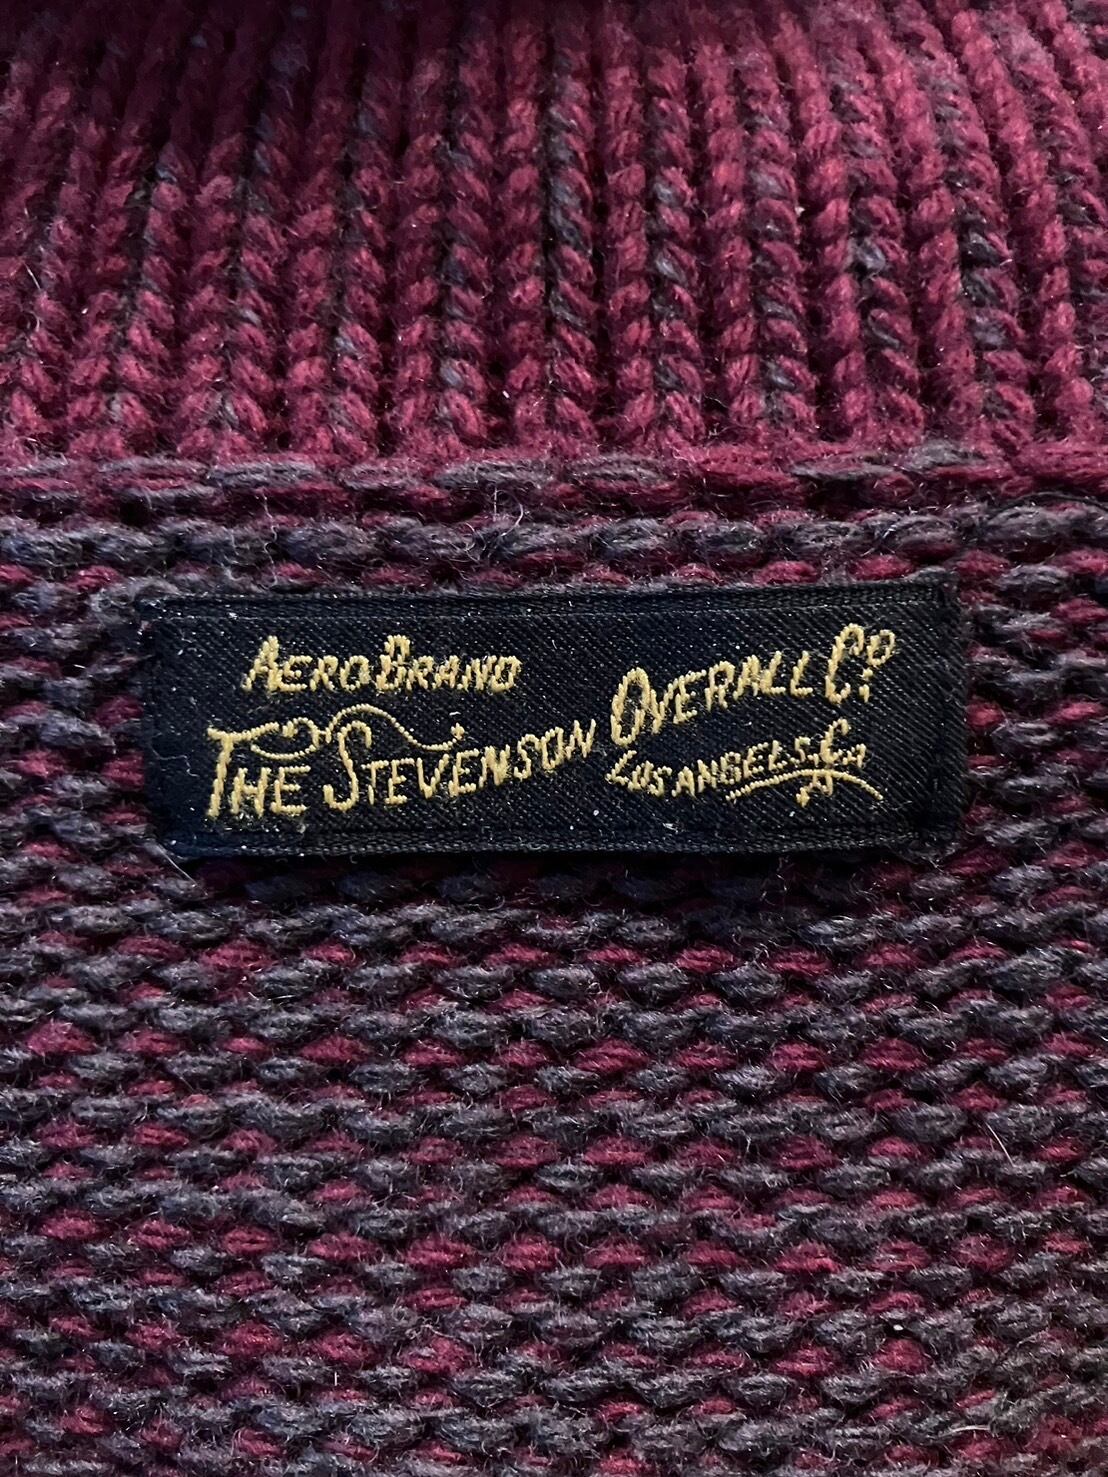 AERO BRAND
THE STEVENSON OVERALL CO.
LOS ANGELS-CA